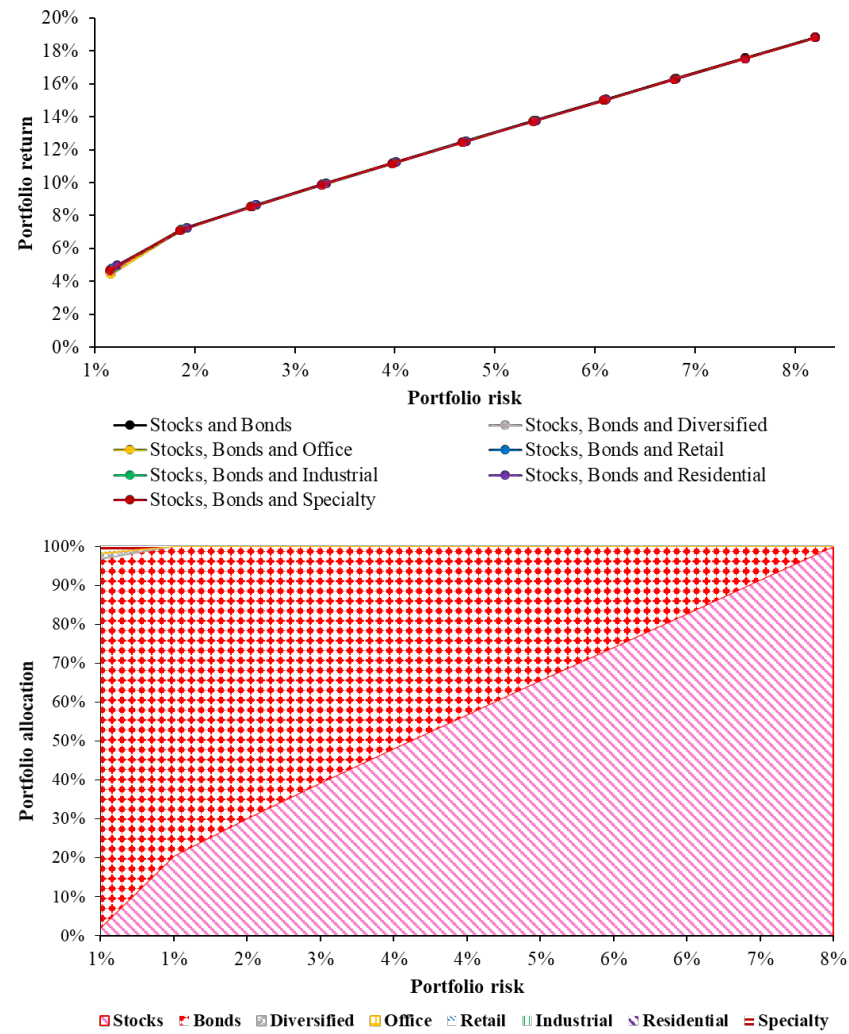 20%
18%
16%
14%
12%
10%
8%
6%
4%
2%
0%
Portfolio return
1% 2% 3% 4% 5% 6% 7% 8%
Portfolio risk
Stocks and Bonds Stocks, Bonds and Diversified
Stocks, Bonds and Office Stocks, Bonds and Retail
Stocks, Bonds and Industrial Stocks, Bonds and Residential
Stocks, Bonds and Specialty
100%
90%
80%
70%
60%
50%
40%
30%
20%
10%
0%
Portfolio allocation
1% 1% 2% 3% 4% 4% 5% 6% 6% 7% 8%
Portfolio risk
Stocks Bonds Diversified Office Retail Industrial Residential Specialty